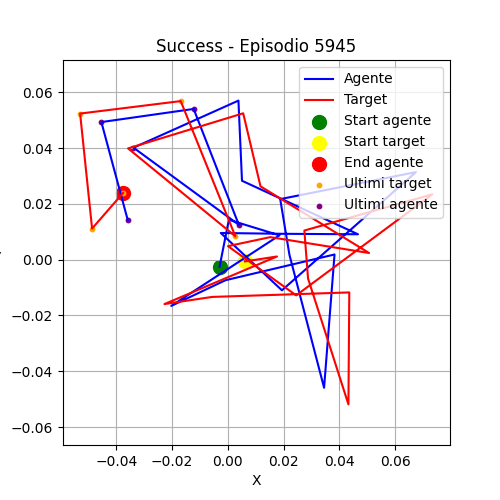 Success - Episodio 5945
Agente
Target
Start agente
Start target
End agente
Ultimi target
Ultimi agente
0.06
0.04
0.02
0.00
−0.02
−0.04
−0.06
−0.04
−0.02
0.00
0.02
0.04
0.06
X